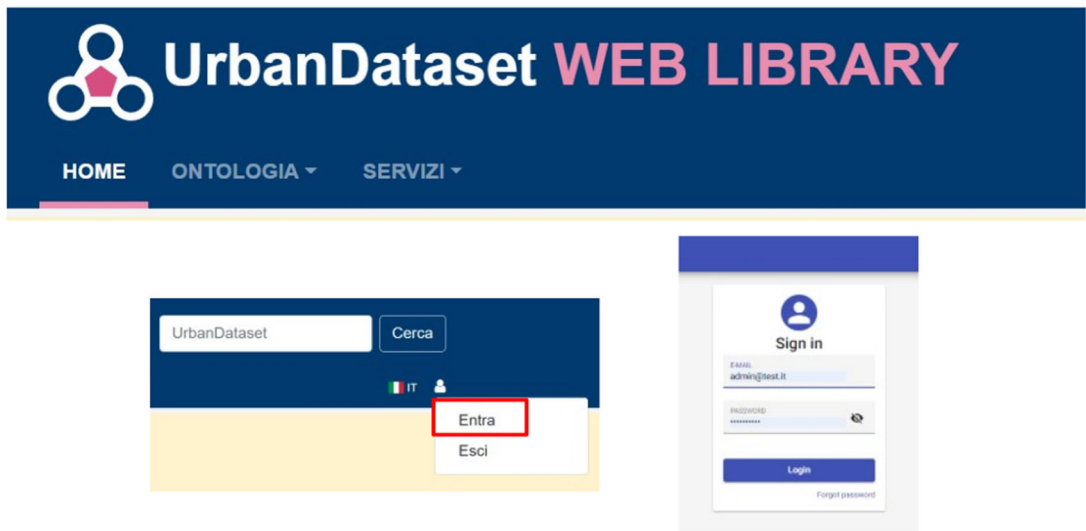 UrbanDataset WEB LIBRARY
HOME ONTOLOGIA SERVIZI
UrbanDataset Cerca
IT
Entra
Esci
Sign in
E-MAIL
admin@test.it
PASSWORD
••••••••••
Login
Forgot password